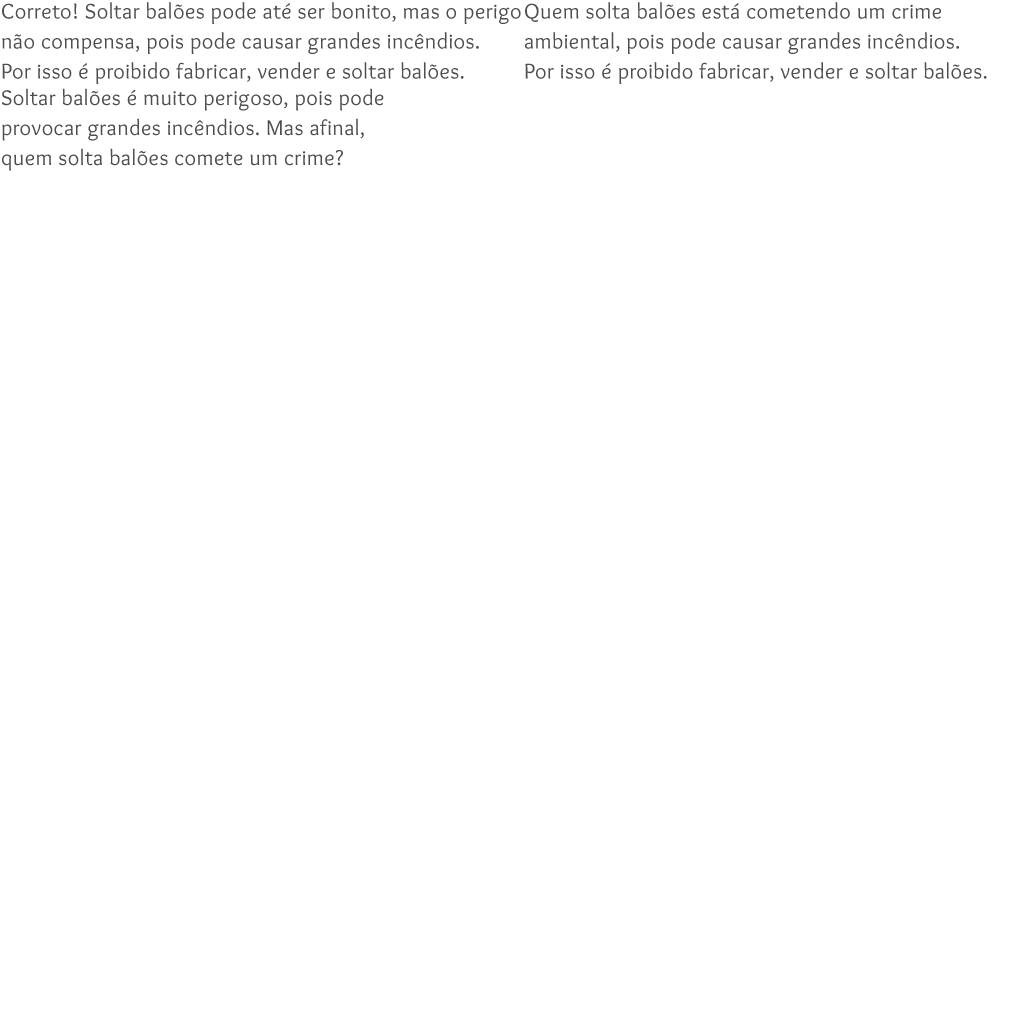 Correto! Soltar balões pode até ser bonito, mas o perigo
não compensa, pois pode causar grandes incêndios.
Por isso é proibido fabricar, vender e soltar balões.
Quem solta balões está cometendo um crime
ambiental, pois pode causar grandes incêndios.
Por isso é proibido fabricar, vender e soltar balões.
Soltar balões é muito perigoso, pois pode
provocar grandes incêndios. Mas afinal,
quem solta balões comete um crime?